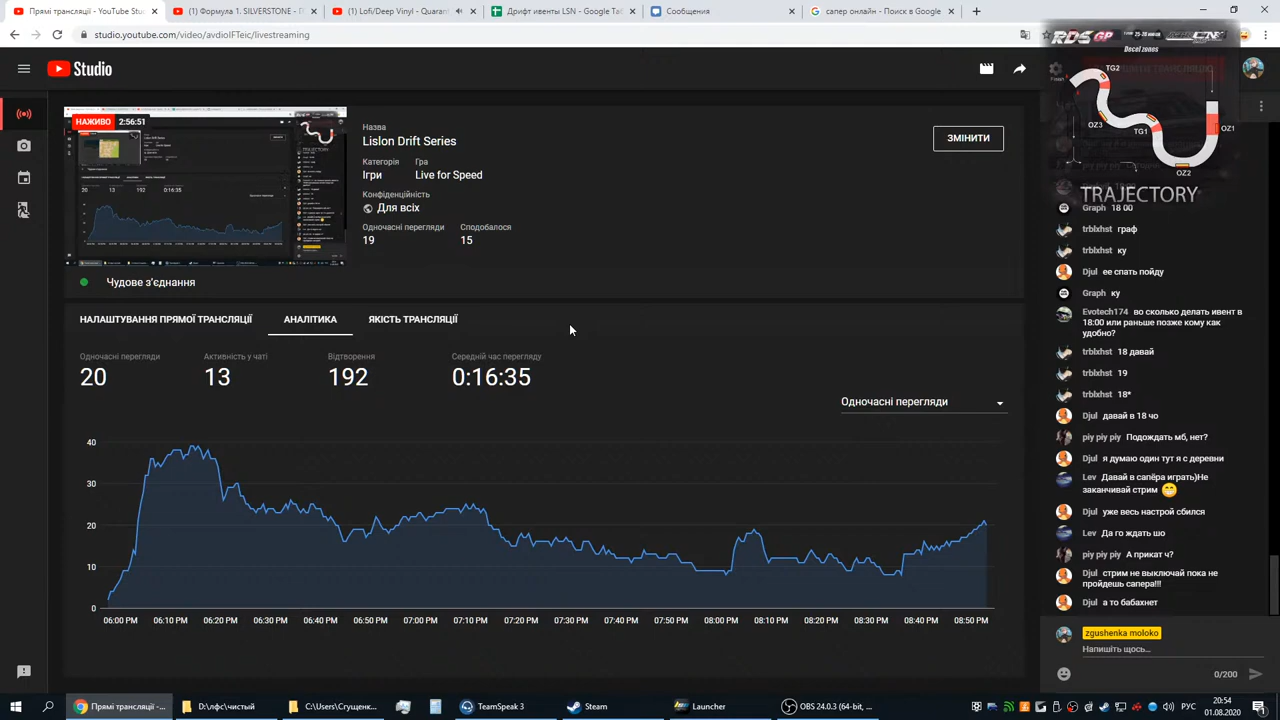 Прямі трансляції - YouTube S
(1) Формула 1. SILVERSTONE - П
(1) Lofi/Deep Vinyl - Quaran
Дрифт ивенты LSN - Google Таб
Сообщения
сапер онлайн - Поиск в Google
studio.youtube.com/video/avdiolFTeic/livestreaming
RDS GP
Decel zones
Studio
TG2
OZ3
TG1
OZ1
OZ2
TRAJECTORY
НАЖИВО 2:56:51
Назва
Lislon Drift Series
Категорія Гра
Ігри Live for Speed
Конфіденційність
Для всіх
Одночасні перегляди Сподобалося
19 15
ЗМІНИТИ
Чудове з’єднання
НАЛАШТУВАННЯ ПРЯМОЇ ТРАНСЛЯЦІЇ АНАЛІТИКА ЯКІСТЬ ТРАНСЛЯЦІЇ
Одночасні перегляди Активність у чаті Відтворення Середній час перегляду
20 13 192 0:16:35
Одночасні перегляди
40
30
20
10
0
06:00 PM 06:10 PM 06:20 PM 06:30 PM 06:40 PM 06:50 PM 07:00 PM 07:10 PM 07:20 PM 07:30 PM 07:40 PM 07:50 PM 08:00 PM 08:10 PM 08:20 PM 08:30 PM 08:40 PM 08:50 PM
Graph 18 00
trblxhst граф
trblxhst ку
Djul ее спать пойду
Graph ку
Evotech174 во сколько делать ивент в
18:00 или раньше позже кому как
удобно?
trblxhst 18 давай
trblxhst 19
trblxhst 18*
Djul давай в 18 чо
piy piy piy Подождать мб, нет?
Djul я думаю один тут я с деревни
Lev Давай в сапёра играть)Не
заканчивай стрим 😁
Djul уже весь настрой сбился
Lev Да го ждать шо
piy piy piy А прикат ч?
Djul стрим не выключай пока не
пройдешь сапера!!!
Djul а то бабахнет
zgushenka moloko
Напишіть щось...
0/200
Прямі трансляції -...
D:\лфс\чистый
C:\Users\Сгущенк...
TeamSpeak 3
Steam
Launcher
OBS 24.0.3 (64-bit, ...
РУС
20:54
01.08.2020